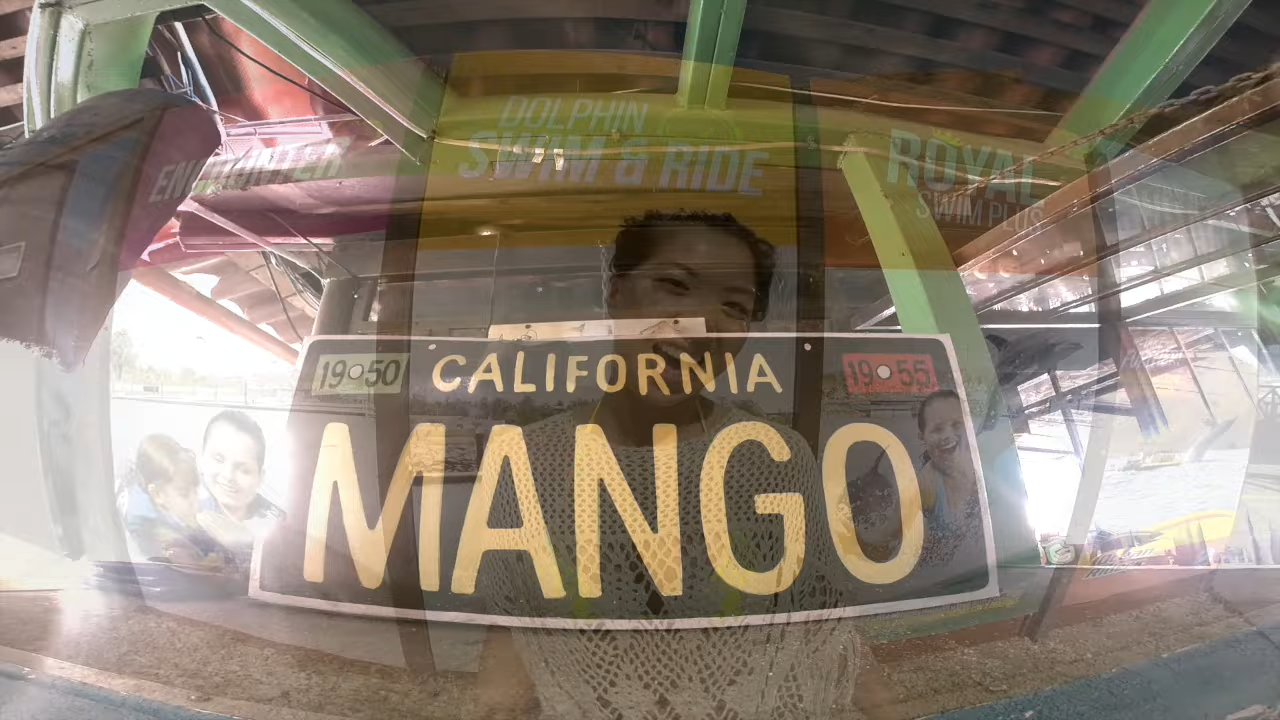 DOLPHIN
SWIM & RIDE
ENCOUNTER
ROYAL
SWIM PLUS
19 50
CALIFORNIA
19 55
MANGO